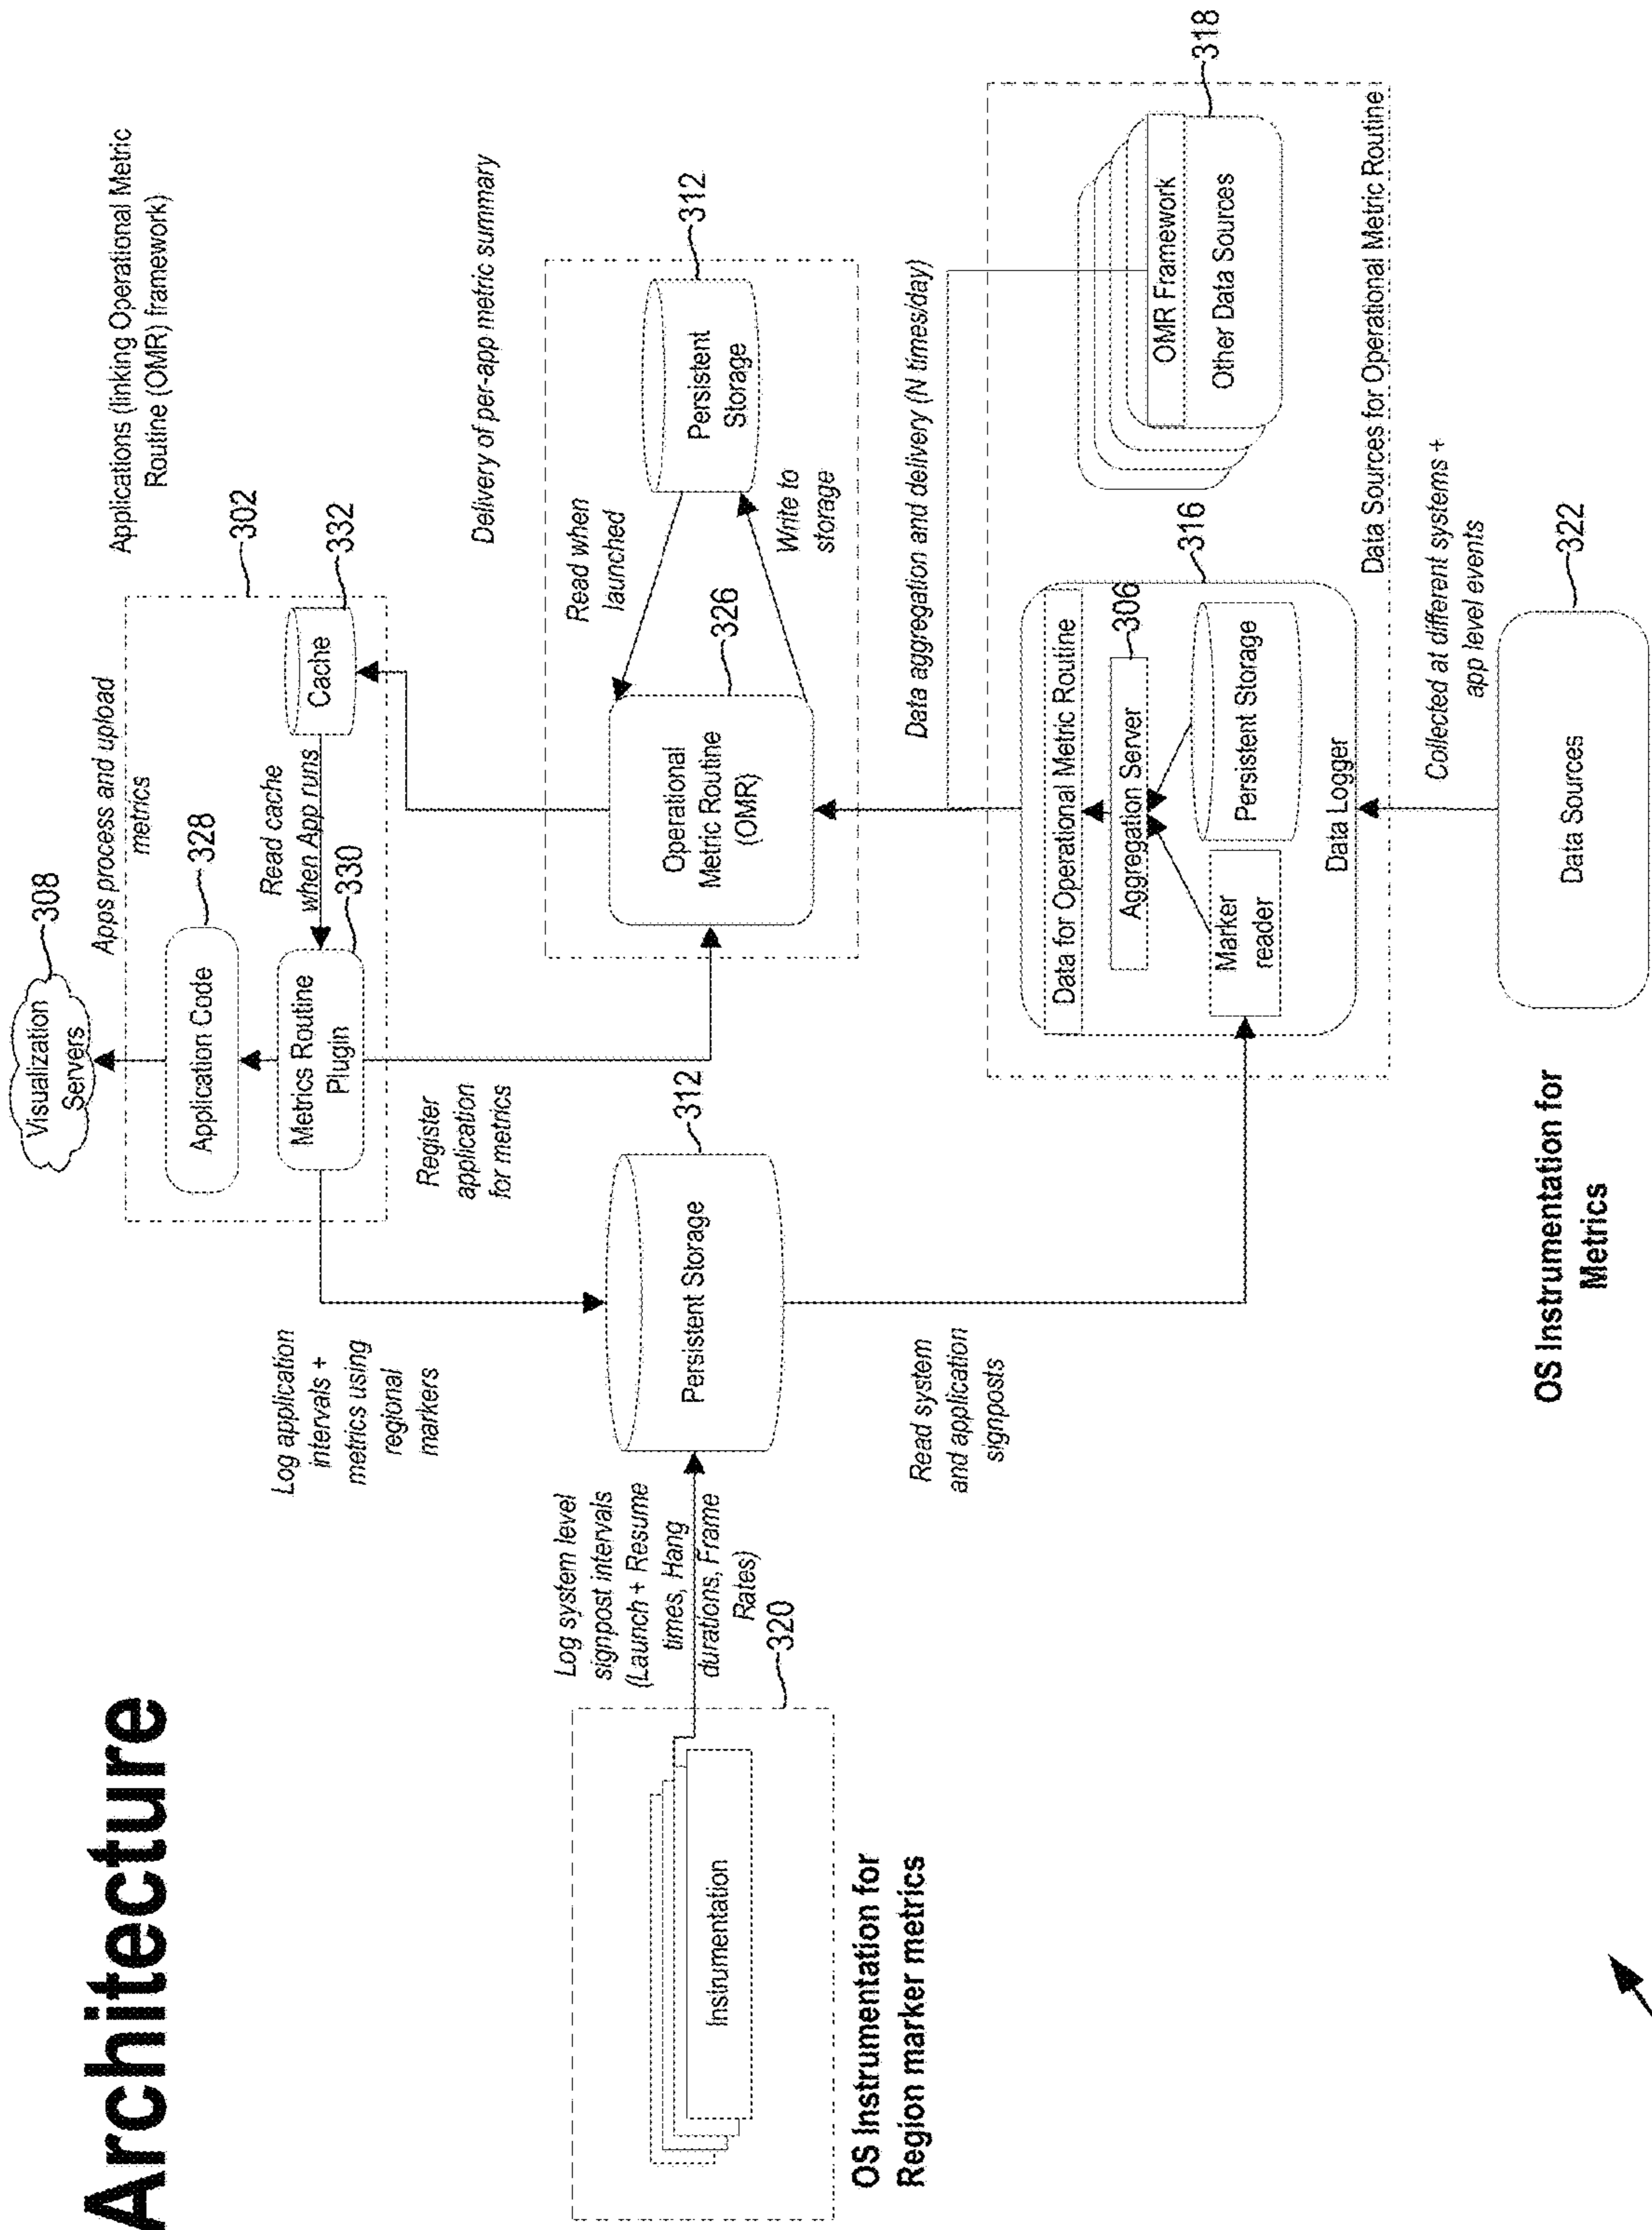 Architecture
Visualization
Servers
308
Apps process and upload
metrics
Applications (linking Operational Metric
Routine (OMR) framework)
302
Application Code
328
Metrics Routine
Plugin
330
Read cache
when App runs
Cache
332
Log application
intervals +
metrics using
regional
markers
Register
application
for metrics
Delivery of per-app metric summary
Log system level
signpost intervals
(Launch + Resume
times, Hang
durations, Frame
Rates)
320
Instrumentation
OS Instrumentation for
Region marker metrics
Persistent Storage
312
Operational
Metric Routine
(OMR)
326
Read when
launched
Write to
storage
Persistent
Storage
312
Read system
and application
signposts
Data aggregation and delivery (N times/day)
Data for Operational Metric Routine
Aggregation Server
306
Marker
reader
Persistent Storage
Data Logger
316
OMR Framework
Other Data Sources
318
Data Sources for Operational Metric Routine
Collected at different systems +
app level events
Data Sources
322
OS Instrumentation for
Metrics